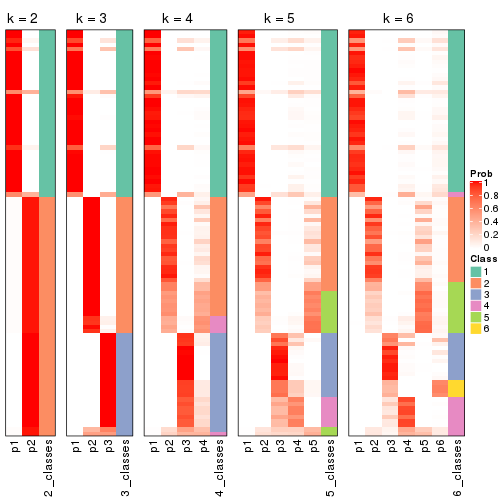 k = 2
k = 3
k = 4
k = 5
k = 6
Prob
1
0.8
0.6
0.4
0.2
0
Class
1
2
3
4
5
6
p1
p2
2_classes
p1
p2
p3
3_classes
p1
p2
p3
p4
4_classes
p1
p2
p3
p4
p5
5_classes
p1
p2
p3
p4
p5
p6
6_classes